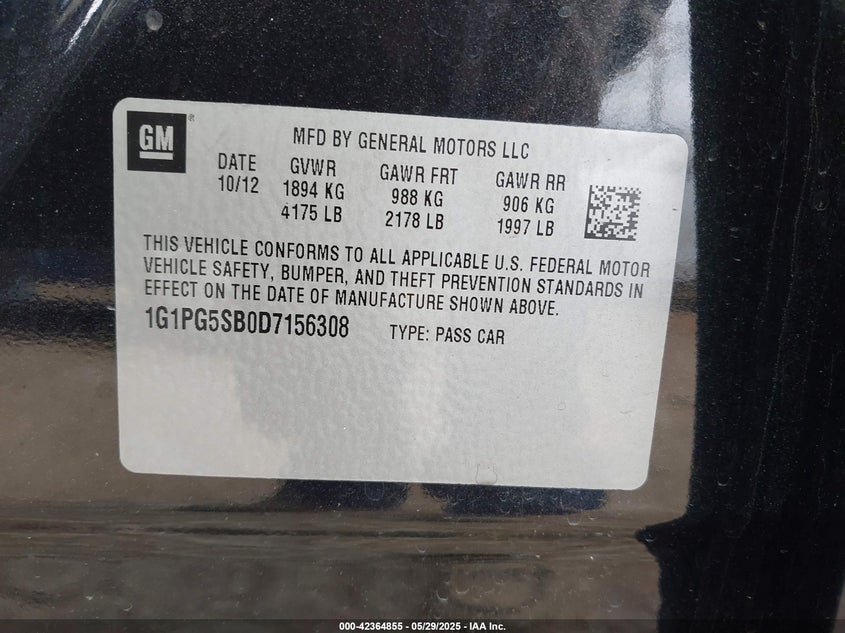 GM
®
MFD BY GENERAL MOTORS LLC
DATE GVWR GAWR FRT GAWR RR
10/12 1894 KG 988 KG 906 KG
4175 LB 2178 LB 1997 LB
THIS VEHICLE CONFORMS TO ALL APPLICABLE U.S. FEDERAL MOTOR
VEHICLE SAFETY, BUMPER, AND THEFT PREVENTION STANDARDS IN
EFFECT ON THE DATE OF MANUFACTURE SHOWN ABOVE.
1G1PG5SB0D7156308 TYPE: PASS CAR
000-42364855 - 05/29/2025 - IAA Inc.